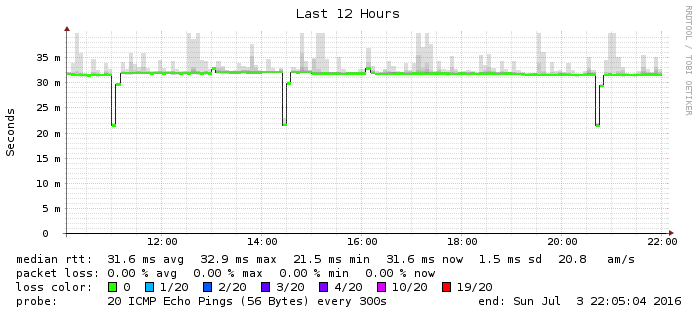 Last 12 Hours
RRDTOOL / TOBI OETIKER
Seconds
35 m
30 m
25 m
20 m
15 m
10 m
5 m
0
12:00 14:00 16:00 18:00 20:00 22:00
median rtt: 31.6 ms avg 32.9 ms max 21.5 ms min 31.6 ms now 1.5 ms sd 20.8 am/s
packet loss: 0.00 % avg 0.00 % max 0.00 % min 0.00 % now
loss color: 0 1/20 2/20 3/20 4/20 10/20 19/20
probe: 20 ICMP Echo Pings (56 Bytes) every 300s end: Sun Jul 3 22:05:04 2016